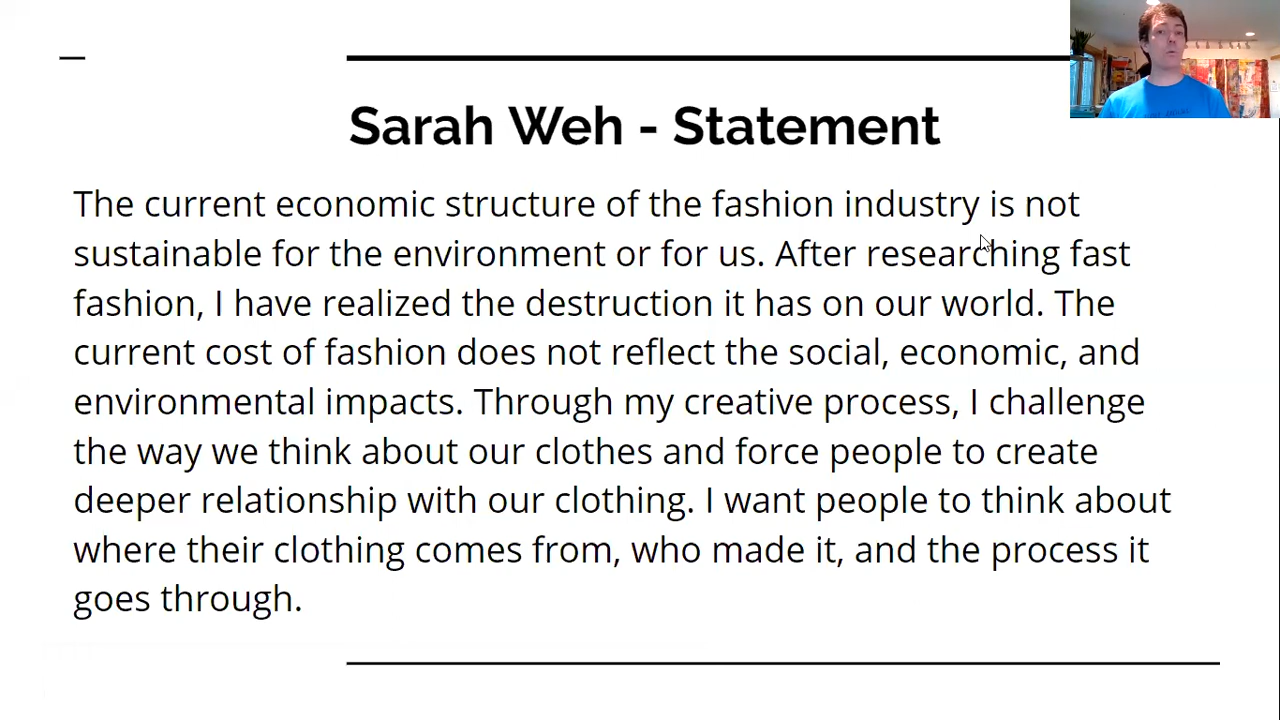 Sarah Weh - Statement
The current economic structure of the fashion industry is not
sustainable for the environment or for us. After researching fast
fashion, I have realized the destruction it has on our world. The
current cost of fashion does not reflect the social, economic, and
environmental impacts. Through my creative process, I challenge
the way we think about our clothes and force people to create
deeper relationship with our clothing. I want people to think about
where their clothing comes from, who made it, and the process it
goes through.